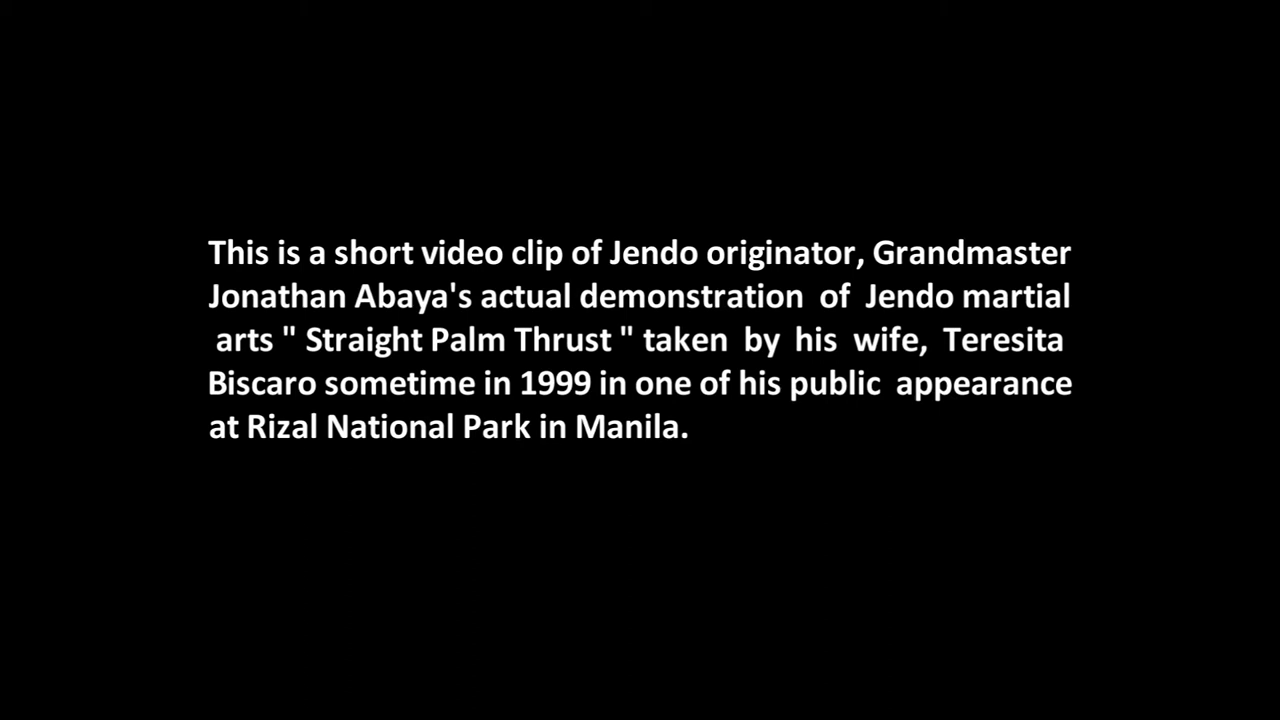 This is a short video clip of Jendo originator, Grandmaster
Jonathan Abaya's actual demonstration of Jendo martial
arts " Straight Palm Thrust " taken by his wife, Teresita
Biscaro sometime in 1999 in one of his public appearance
at Rizal National Park in Manila.